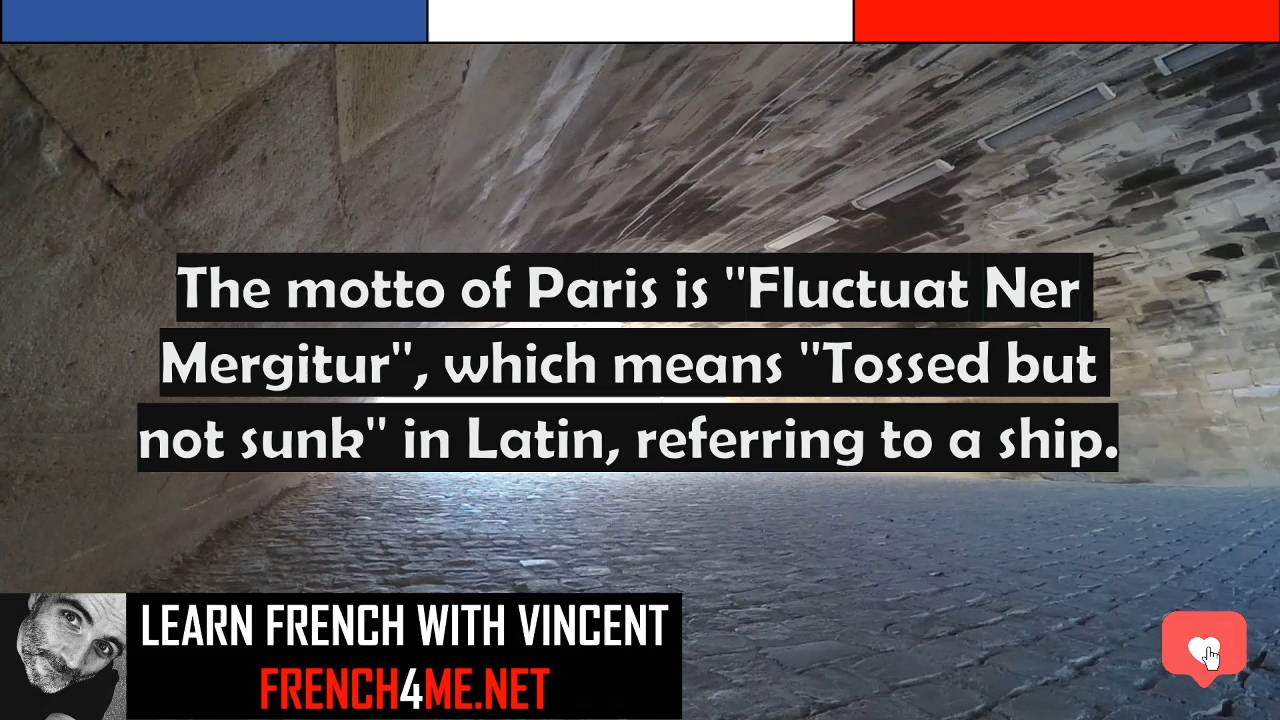 The motto of Paris is "Fluctuat Ner
Mergitur", which means "Tossed but
not sunk" in Latin, referring to a ship.
LEARN FRENCH WITH VINCENT
FRENCH4ME.NET